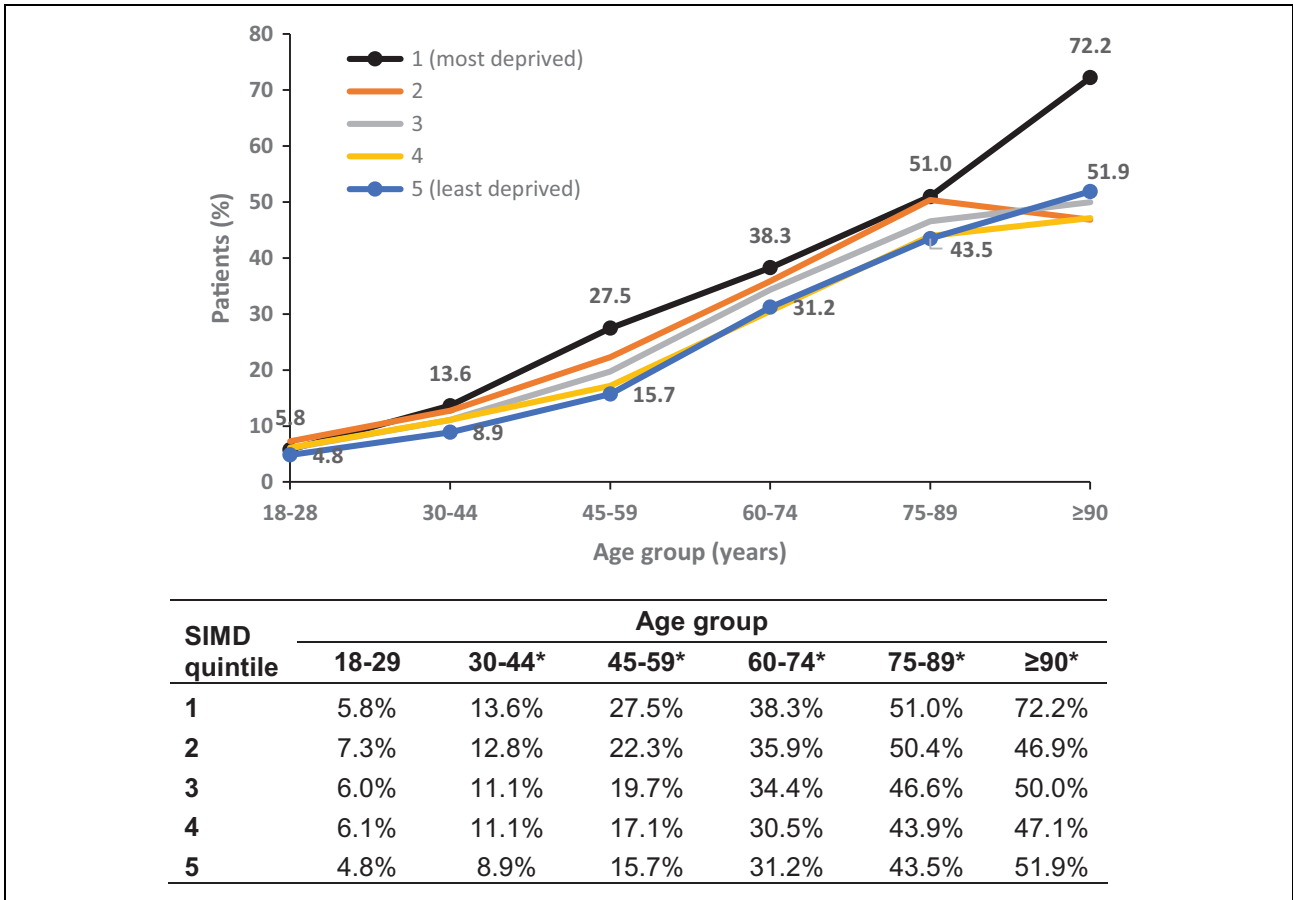 80
70
60
50
40
30
20
10
0
Patients (%)
1 (most deprived)
2
3
4
5 (least deprived)
5.8
13.6
27.5
38.3
51.0
72.2
4.8
8.9
15.7
31.2
43.5
51.9
18-28 30-44 45-59 60-74 75-89 ≥90
Age group (years)
SIMD quintile Age group
18-29 30-44* 45-59* 60-74* 75-89* ≥90*
1 5.8% 13.6% 27.5% 38.3% 51.0% 72.2%
2 7.3% 12.8% 22.3% 35.9% 50.4% 46.9%
3 6.0% 11.1% 19.7% 34.4% 46.6% 50.0%
4 6.1% 11.1% 17.1% 30.5% 43.9% 47.1%
5 4.8% 8.9% 15.7% 31.2% 43.5% 51.9%